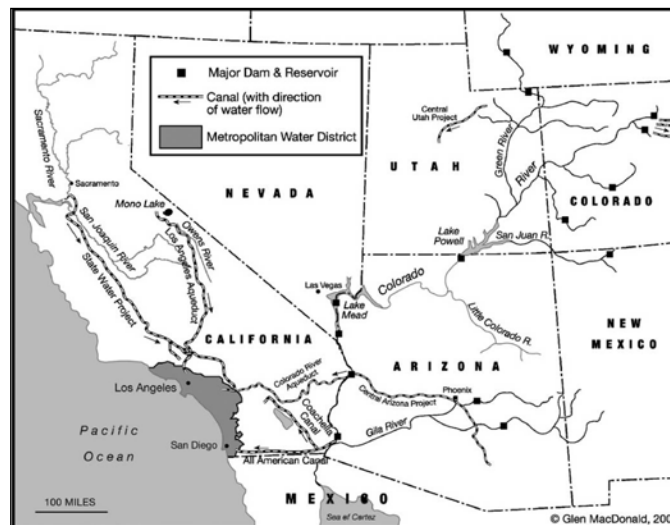 Major Dam & Reservoir
Canal (with direction
of water flow)
Metropolitan Water District
WYOMING
Central
Utah Project
Green River
UTAH
River
COLORADO
Sacramento River
Sacramento
NEVADA
Mono Lake
Owens River
San Joaquin River
Los Angeles Aqueduct
State Water Project
Lake
Powell
San Juan R.
Las Vegas
Lake
Mead
Colorado
Little Colorado R.
CALIFORNIA
NEW
MEXICO
ARIZONA
Colorado River
Aqueduct
Los Angeles
Central Arizona Project
Phoenix
Coachella
Canal
Gila River
Pacific
Ocean
San Diego
All American Canal
MEXICO
100 MILES
Sea of Cortez
© Glen MacDonald, 200